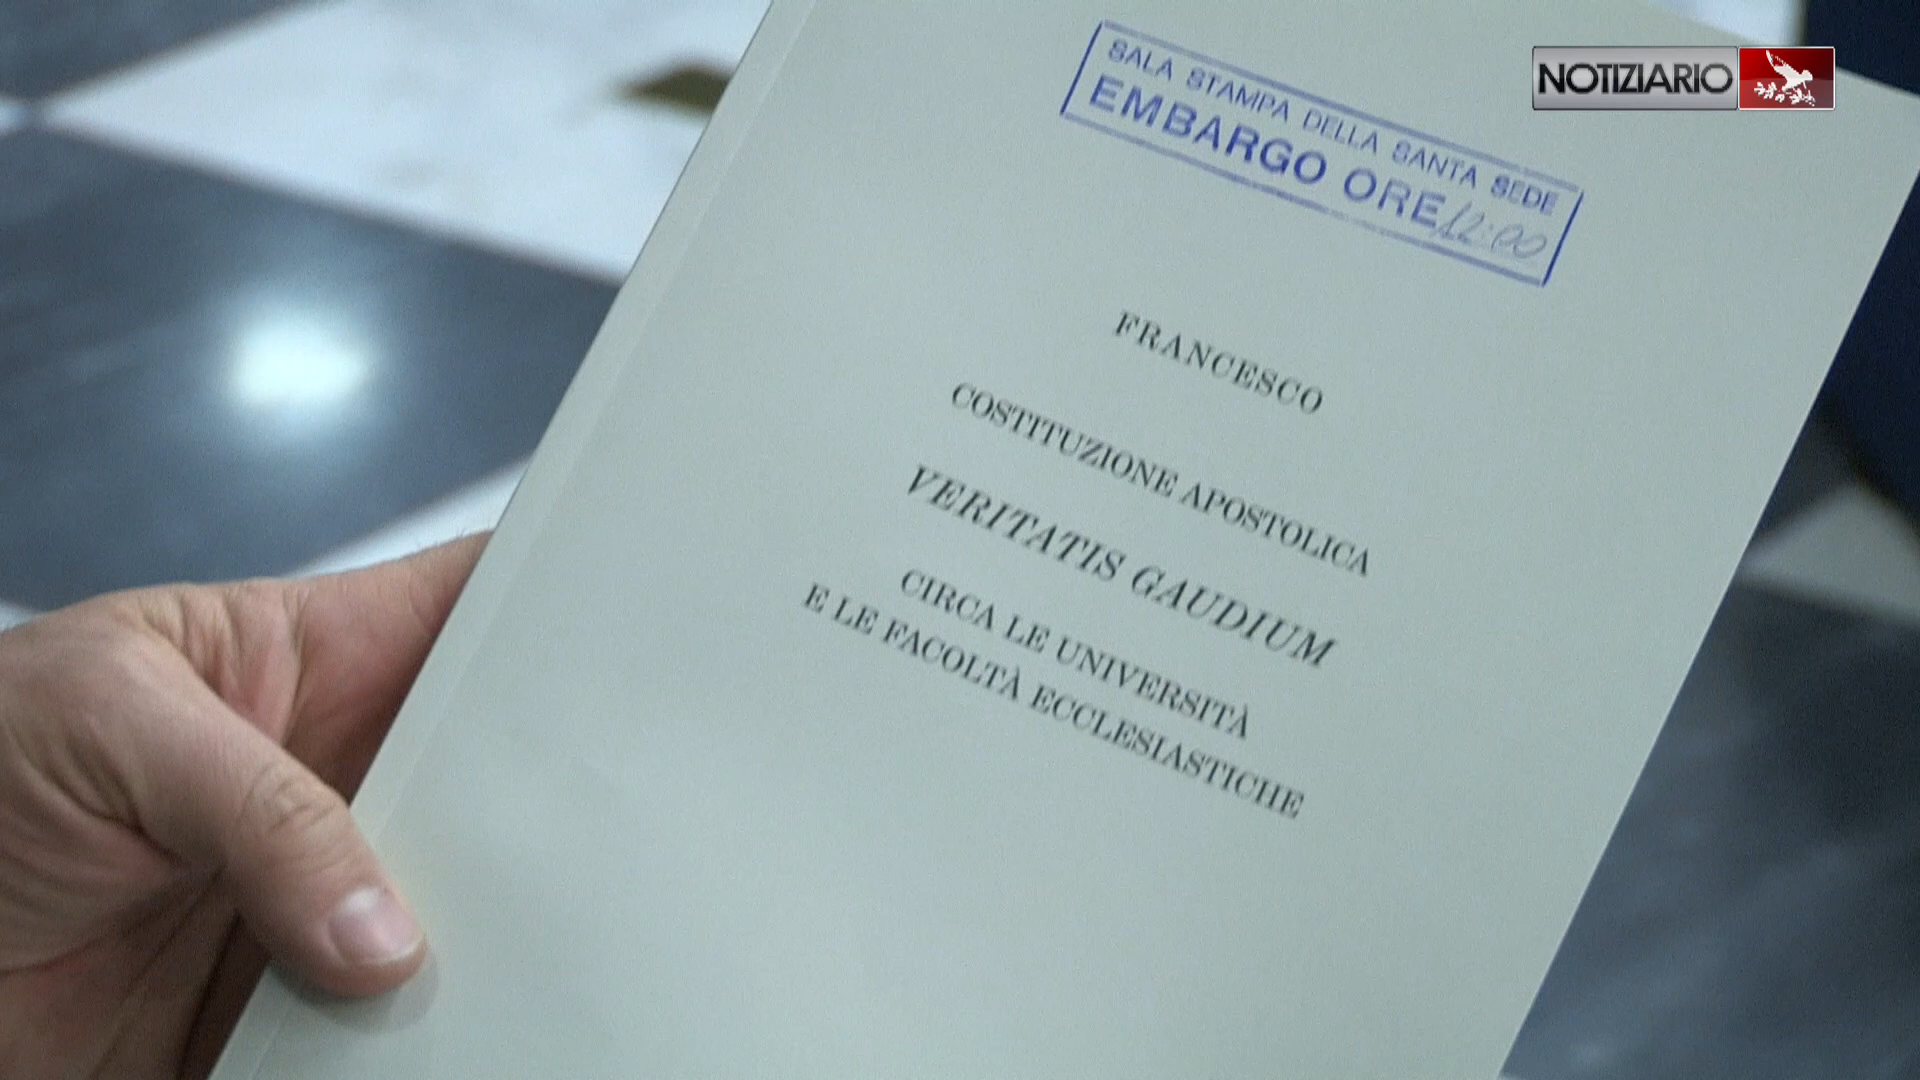 NOTIZIARIO
SALA STAMPA DELLA SANTA SEDE
EMBARGO ORE 12:00
FRANCESCO
COSTITUZIONE APOSTOLICA
VERITATIS GAUDIUM
CIRCA LE UNIVERSITÀ
E LE FACOLTÀ ECCLESIASTICHE